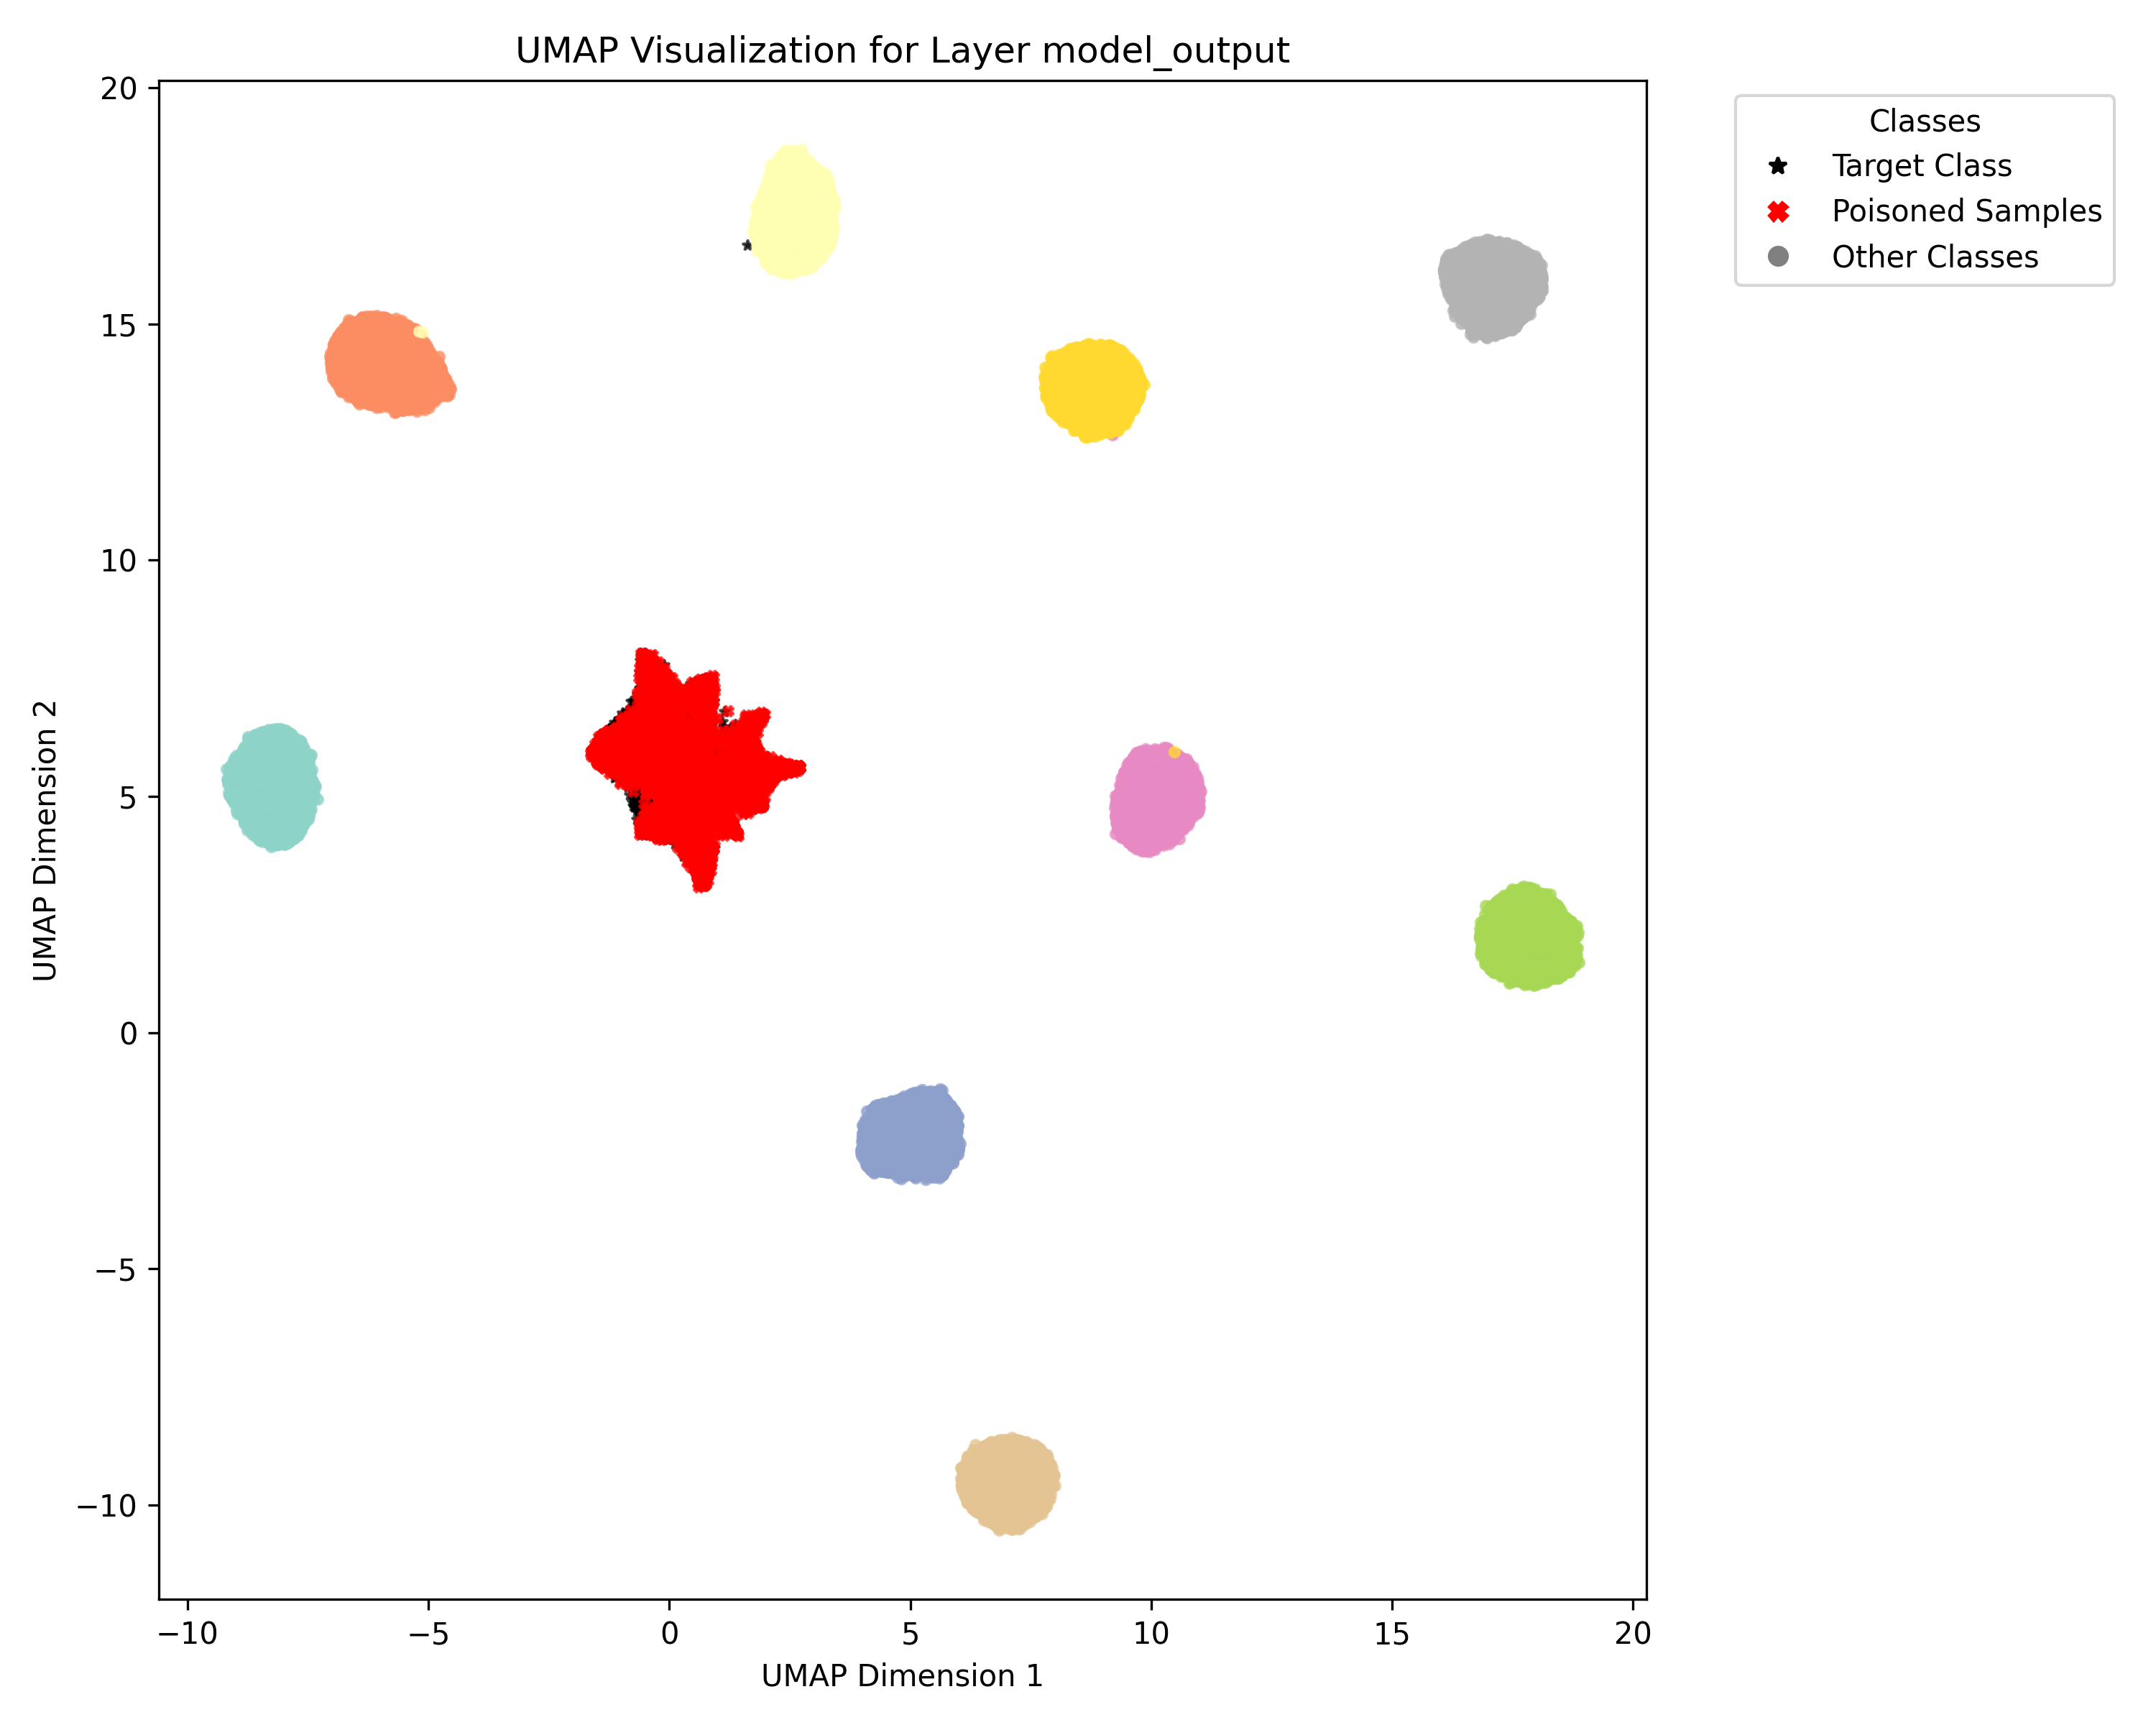 UMAP Visualization for Layer model_output
Classes
Target Class
Poisoned Samples
Other Classes
20
15
10
5
0
−5
−10
UMAP Dimension 2
−10
−5
0
5
10
15
20
UMAP Dimension 1